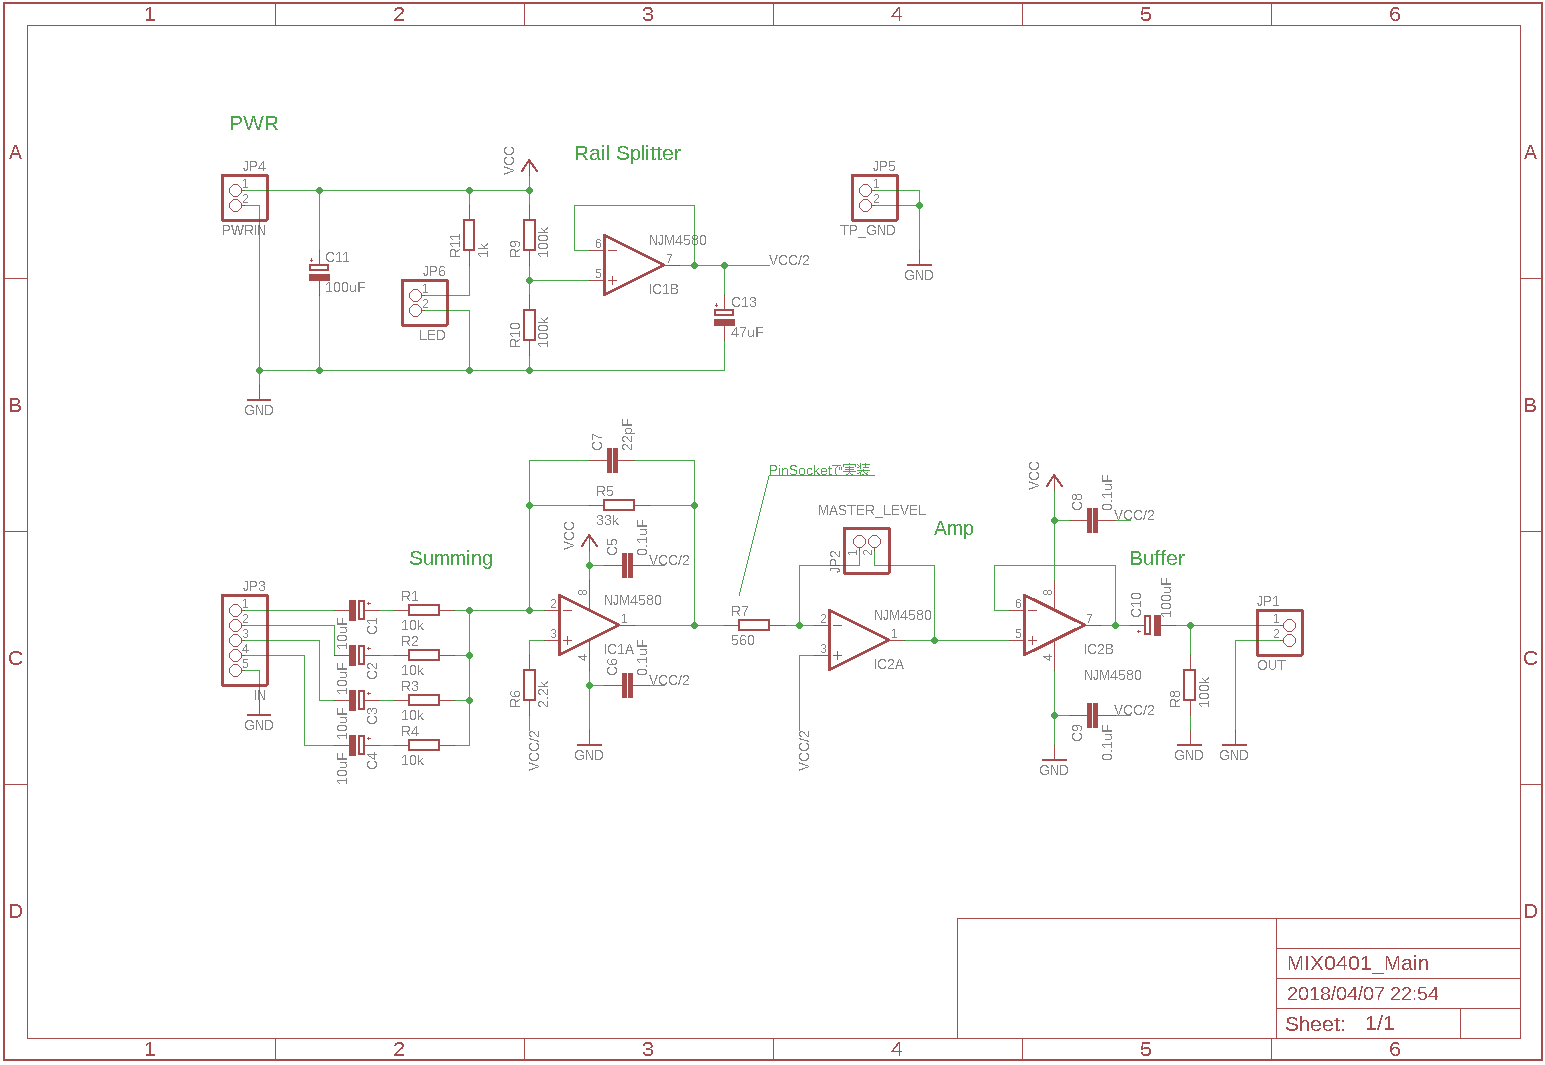 1 2 3 4 5 6
A A
B B
C C
D D
1 2 3 4 5 6
PWR
JP4
1
2
PWRIN
C11
100uF
GND
R11
1k
JP6
1
2
LED
VCC
R9
100k
R10
100k
Rail Splitter
6
5
7
NJM4580
IC1B
VCC/2
C13
47uF
JP5
1
2
TP_GND
GND
Summing
JP3
1
2
3
4
5
IN
GND
10uF
C1
10uF
C2
10uF
C3
10uF
C4
R1
10k
R2
10k
R3
10k
R4
10k
C7
22pF
R5
33k
VCC
C5
0.1uF
VCC/2
8
2
3
1
4
NJM4580
IC1A
C6
0.1uF
VCC/2
R6
2.2k
VCC/2
GND
PinSocketで実装
R7
560
MASTER_LEVEL
JP2
1
2
Amp
2
3
1
NJM4580
IC2A
VCC/2
VCC
C8
0.1uF
VCC/2
Buffer
8
6
5
7
4
IC2B
NJM4580
C9
0.1uF
VCC/2
GND
C10
100uF
R8
100k
GND
JP1
1
2
OUT
GND
MIX0401_Main
2018/04/07 22:54
Sheet: 1/1